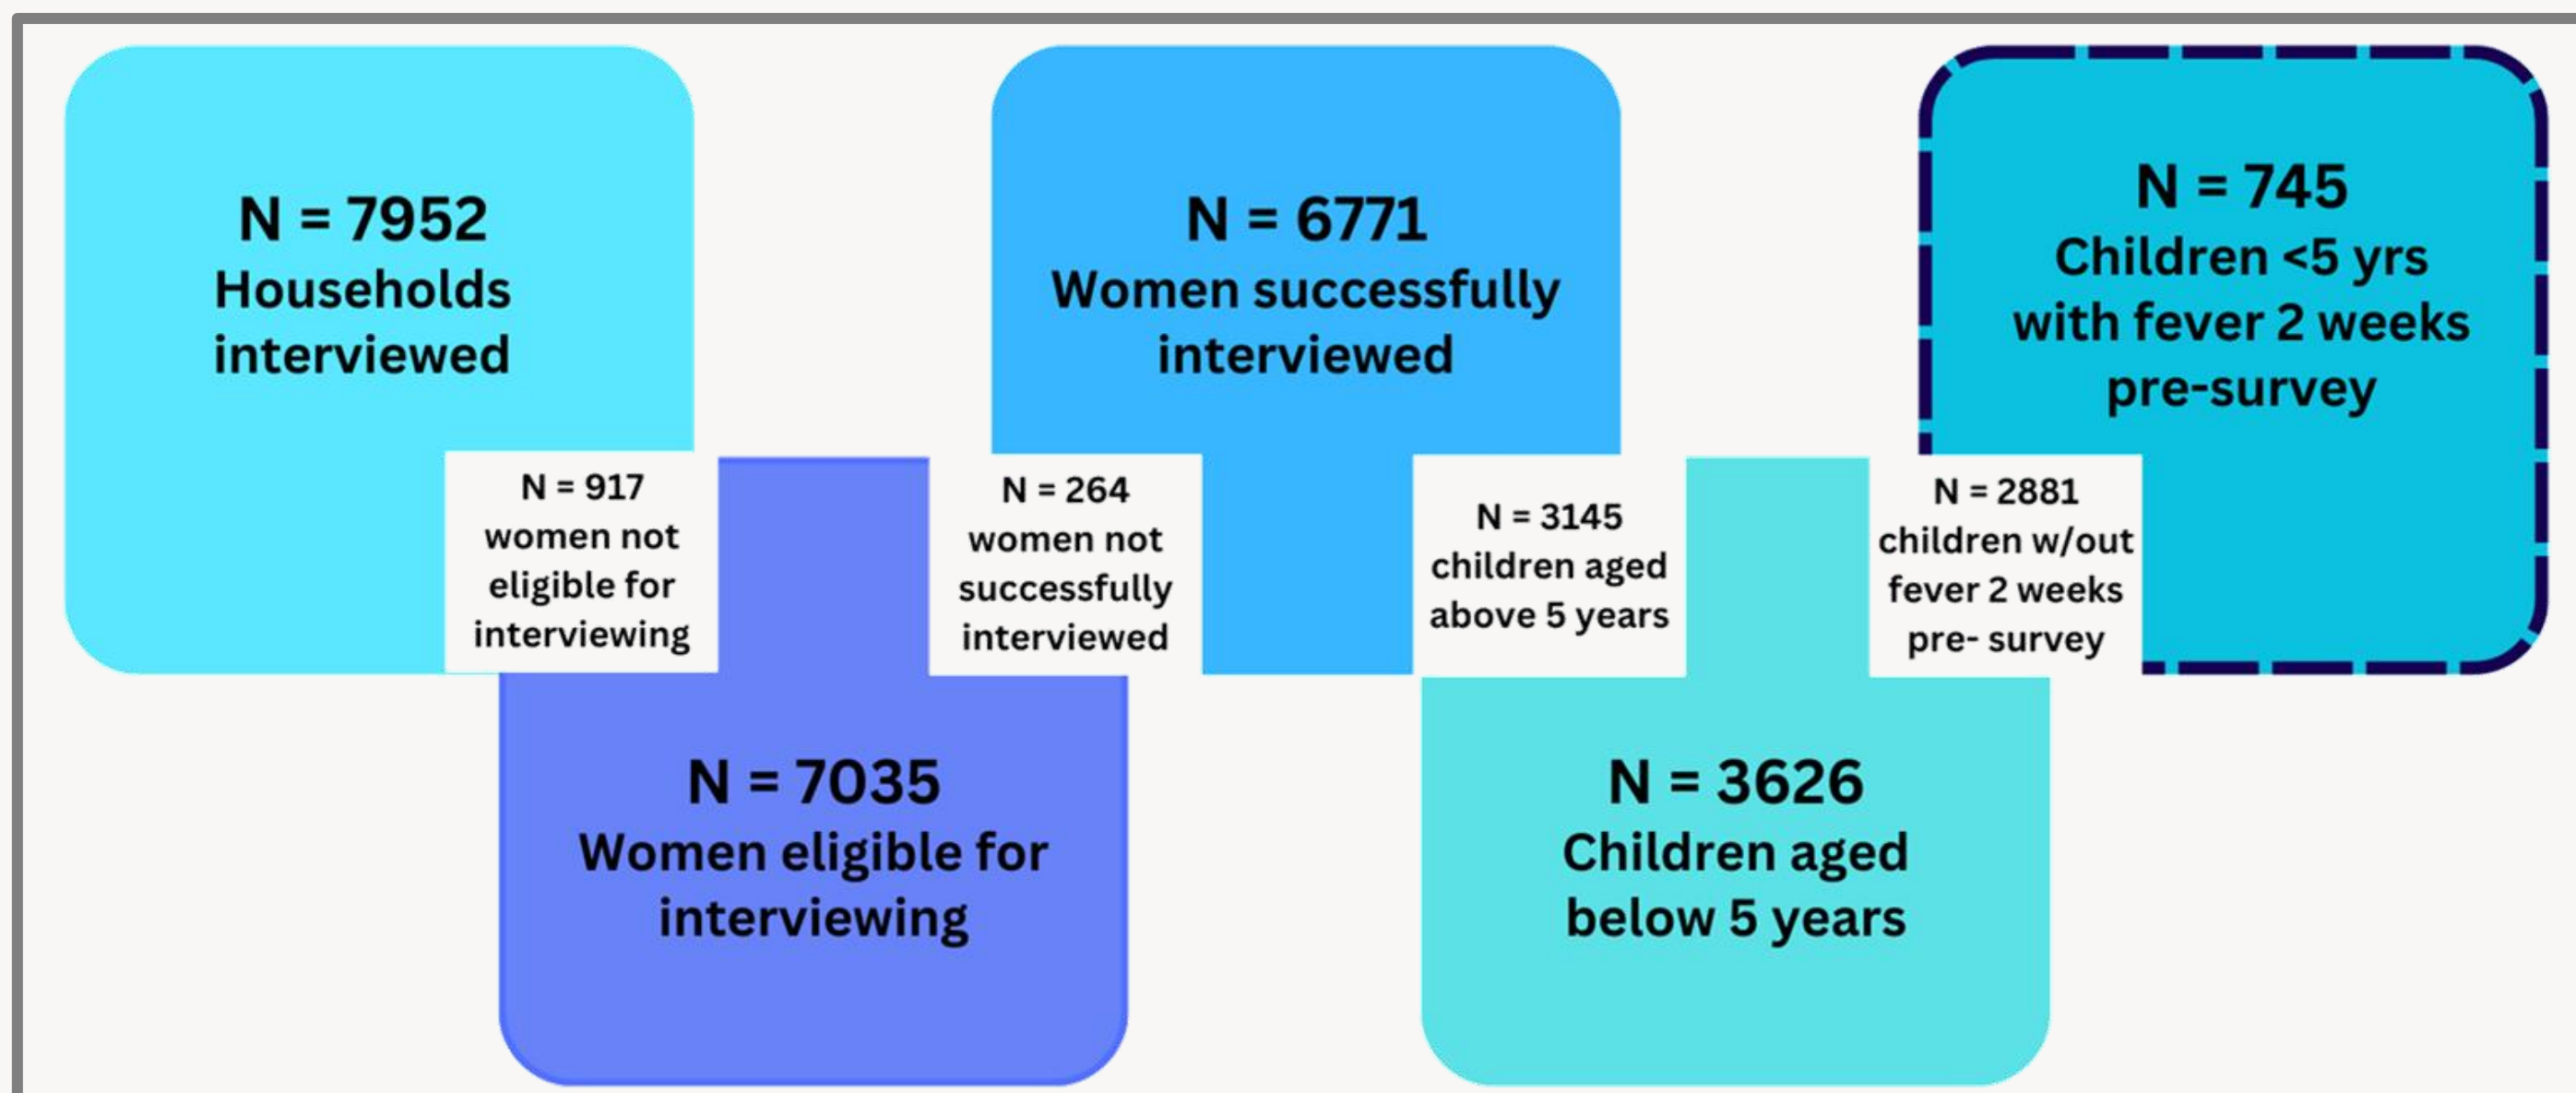 N = 7952
Households
interviewed
N = 917
women not
eligible for
interviewing
N = 7035
Women eligible for
interviewing
N = 264
women not
successfully
interviewed
N = 6771
Women successfully
interviewed
N = 3145
children aged
above 5 years
N = 3626
Children aged
below 5 years
N = 2881
children w/out
fever 2 weeks
pre- survey
N = 745
Children <5 yrs
with fever 2 weeks
pre-survey